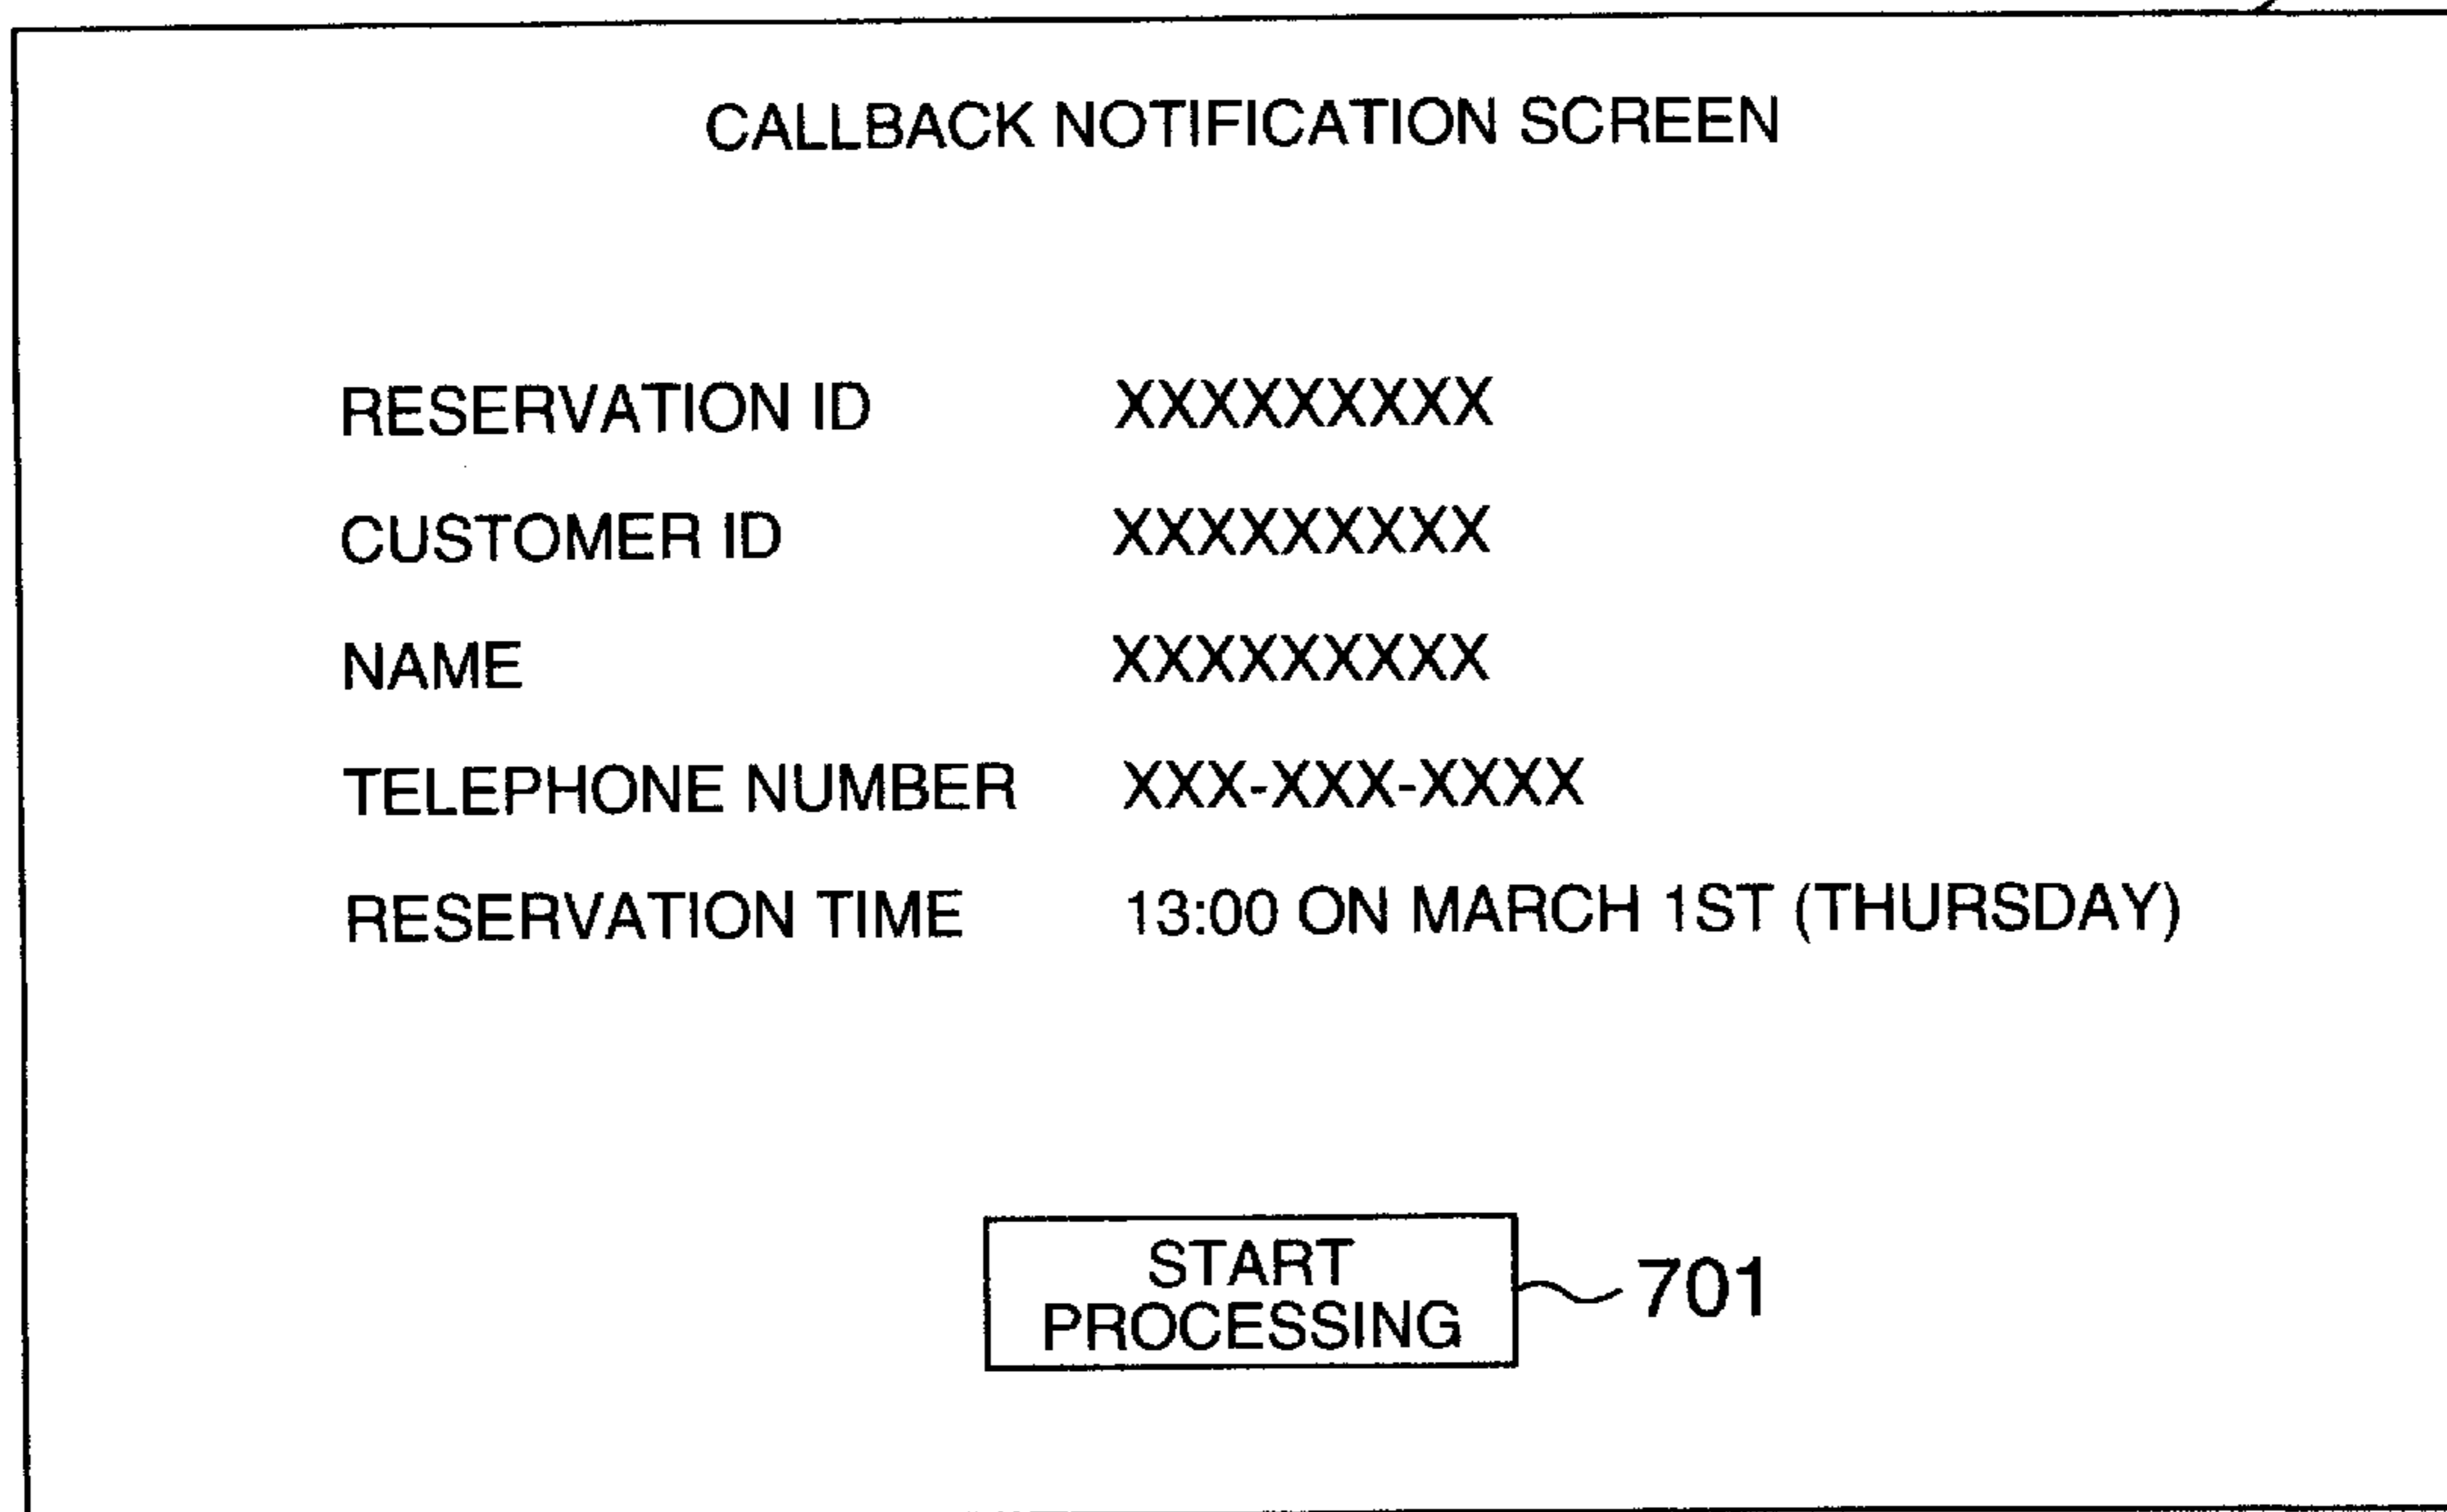 CALLBACK NOTIFICATION SCREEN
RESERVATION ID XXXXXXXXX
CUSTOMER ID XXXXXXXXX
NAME XXXXXXXXX
TELEPHONE NUMBER XXX-XXX-XXXX
RESERVATION TIME 13:00 ON MARCH 1ST (THURSDAY)
START
PROCESSING
701